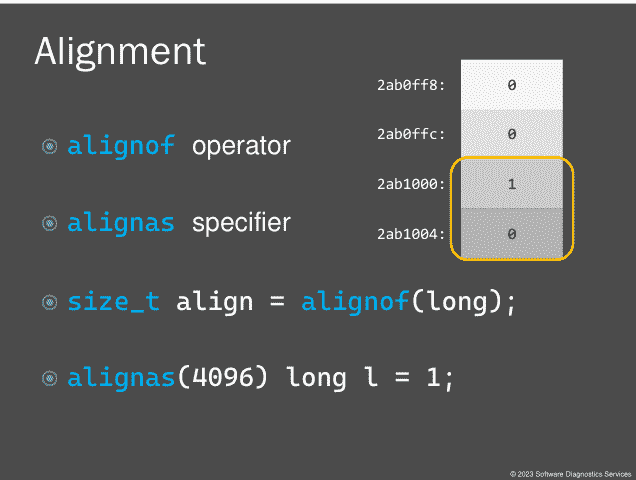 Alignment
2ab0ff8: 0
2ab0ffc: 0
2ab1000: 1
2ab1004: 0
alignof operator
alignas specifier
size_t align = alignof(long);
alignas(4096) long l = 1;
© 2023 Software Diagnostics Services